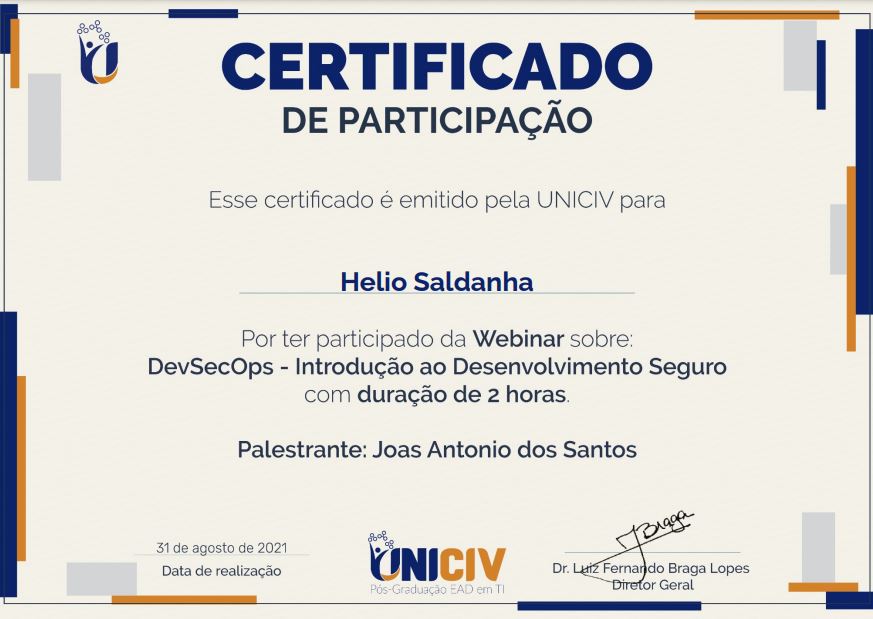 CERTIFICADO
DE PARTICIPAÇÃO
Esse certificado é emitido pela UNICIV para
Helio Saldanha
Por ter participado da Webinar sobre:
DevSecOps - Introdução ao Desenvolvimento Seguro
com duração de 2 horas.
Palestrante: Joas Antonio dos Santos
31 de agosto de 2021
Data de realização
UNICIV
Pós-Graduação EAD em TI
JBraga
Dr. Luiz Fernando Braga Lopes
Diretor Geral